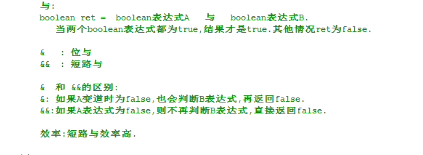 与:
boolean ret = boolean表达式A 与 boolean表达式B.
当两个boolean表达式都为true,结果才是true.其他情况ret为false.
& : 位与
&& : 短路与
& 和 &&的区别:
&: 如果A变道时为false,也会判断B表达式,再返回false.
&&:如果A表达式为false,则不再判断B表达式,直接返回false.
效率:短路与效率高.